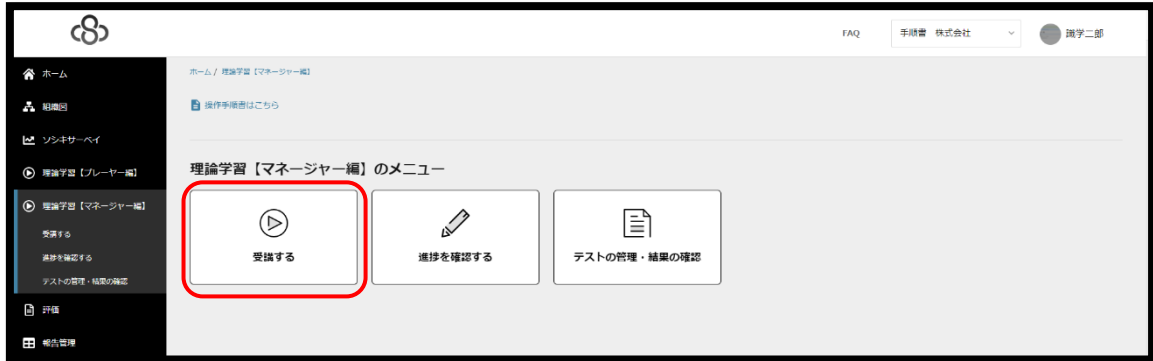 FAQ
手順書 株式会社
識学二郎
ホーム
組織図
ソシキサーベイ
理論学習【プレーヤー編】
理論学習【マネージャー編】
受講する
進捗を確認する
テストの管理・結果の確認
評価
報告管理
ホーム / 理論学習【マネージャー編】
操作手順書はこちら
理論学習【マネージャー編】のメニュー
受講する
進捗を確認する
テストの管理・結果の確認